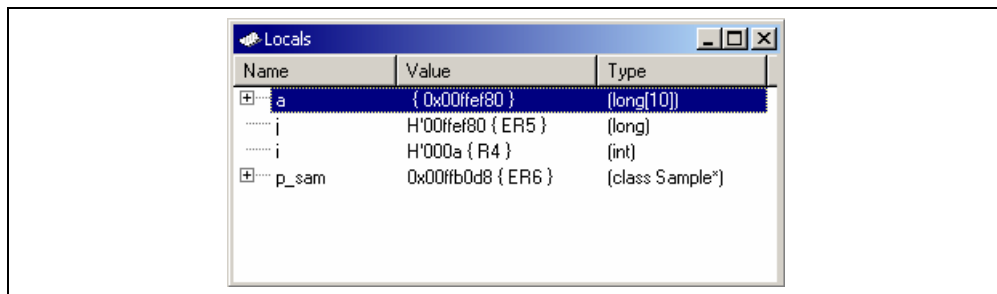 Locals
Name Value Type
a { 0x00ffef80 } (long[10])
j H'00ffef80 { ER5 } (long)
i H'000a { R4 } (int)
p_sam 0x00ffb0d8 { ER6 } (class Sample*)